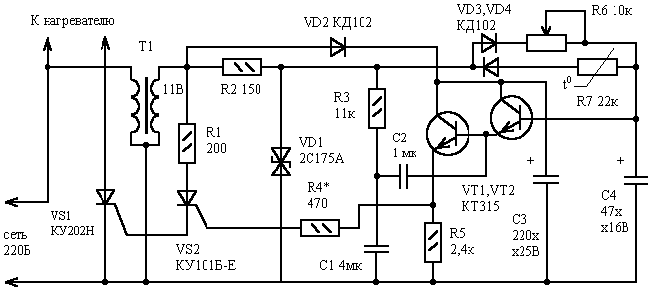 К нагревателю
T1
VD2 КД102
VD3,VD4
КД102
R6 10к
11В
R2 150
R3
11к
t⁰
R7 22к
R1
200
VD1
2С175А
C2
1 мк
R4*
470
VT1,VT2
КТ315
+
+
VS1
КУ202Н
сеть
220Б
VS2
КУ101Б-Е
C1 4мк
R5
2,4х
C3
220х
х25В
C4
47х
х16В